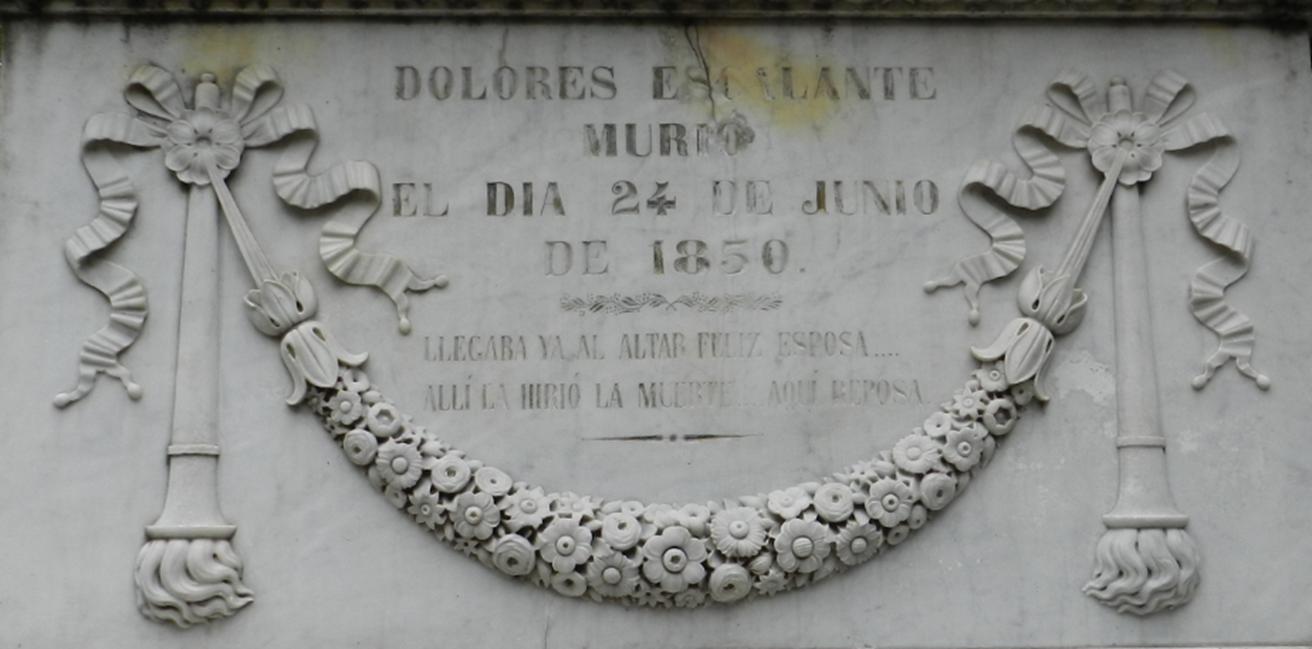 DOLORES ESCALANTE
MURIÓ
EL DIA 24 DE JUNIO
DE 1850.
LLEGABA YA AL ALTAR FELIZ ESPOSA....
ALLÍ LA HIRIÓ LA MUERTE... AQUÍ REPOSA.